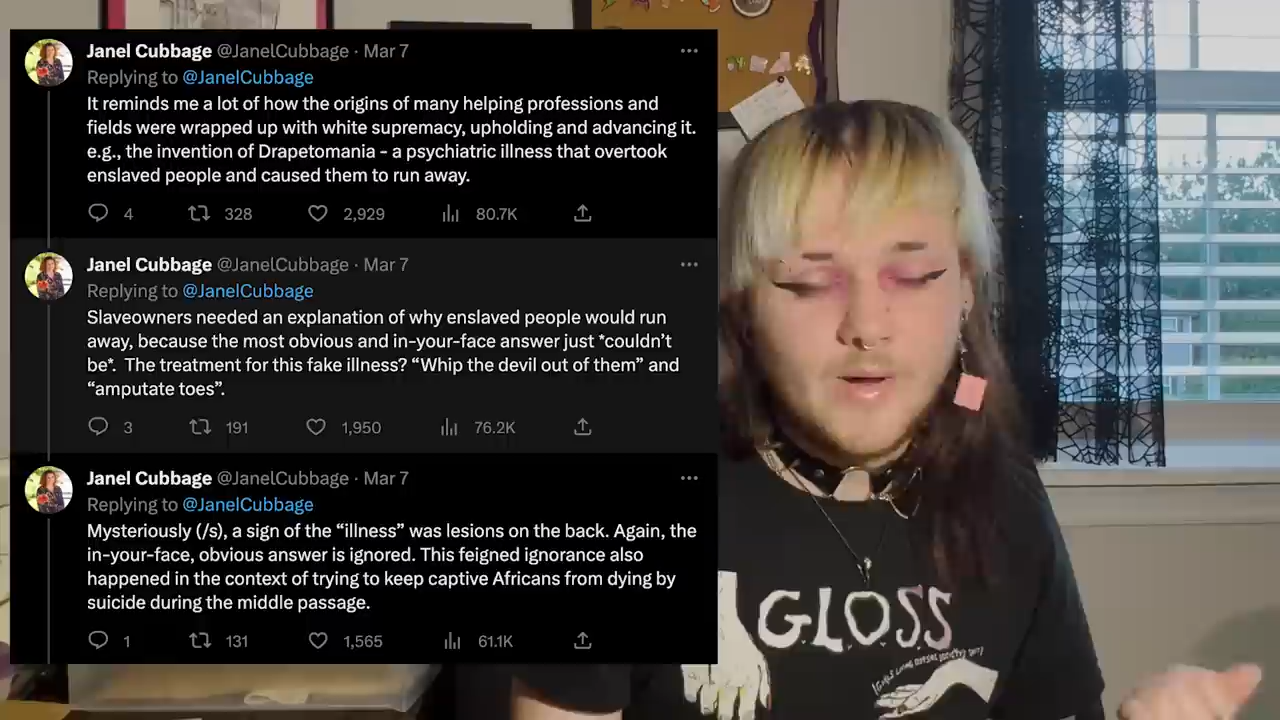 Janel Cubbage @JanelCubbage · Mar 7
Replying to @JanelCubbage
It reminds me a lot of how the origins of many helping professions and
fields were wrapped up with white supremacy, upholding and advancing it.
e.g., the invention of Drapetomania - a psychiatric illness that overtook
enslaved people and caused them to run away.
4 328 2,929 80.7K
Janel Cubbage @JanelCubbage · Mar 7
Replying to @JanelCubbage
Slaveowners needed an explanation of why enslaved people would run
away, because the most obvious and in-your-face answer just *couldn't
be*. The treatment for this fake illness? “Whip the devil out of them” and
“amputate toes”.
3 191 1,950 76.2K
Janel Cubbage @JanelCubbage · Mar 7
Replying to @JanelCubbage
Mysteriously (/s), a sign of the “illness” was lesions on the back. Again, the
in-your-face, obvious answer is ignored. This feigned ignorance also
happened in the context of trying to keep captive Africans from dying by
suicide during the middle passage.
1 131 1,565 61.1K
G.L.O.S.S